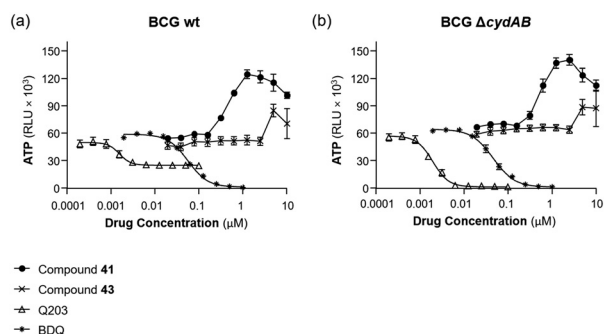 (a) BCG wt
150
120
90
60
30
0
ATP (RLU × 10³)
0.0001 0.001 0.01 0.1 1 10
Drug Concentration (µM)
(b) BCG ΔcydAB
150
120
90
60
30
0
ATP (RLU × 10³)
0.0001 0.001 0.01 0.1 1 10
Drug Concentration (µM)
Compound 41
Compound 43
Q203
BDQ